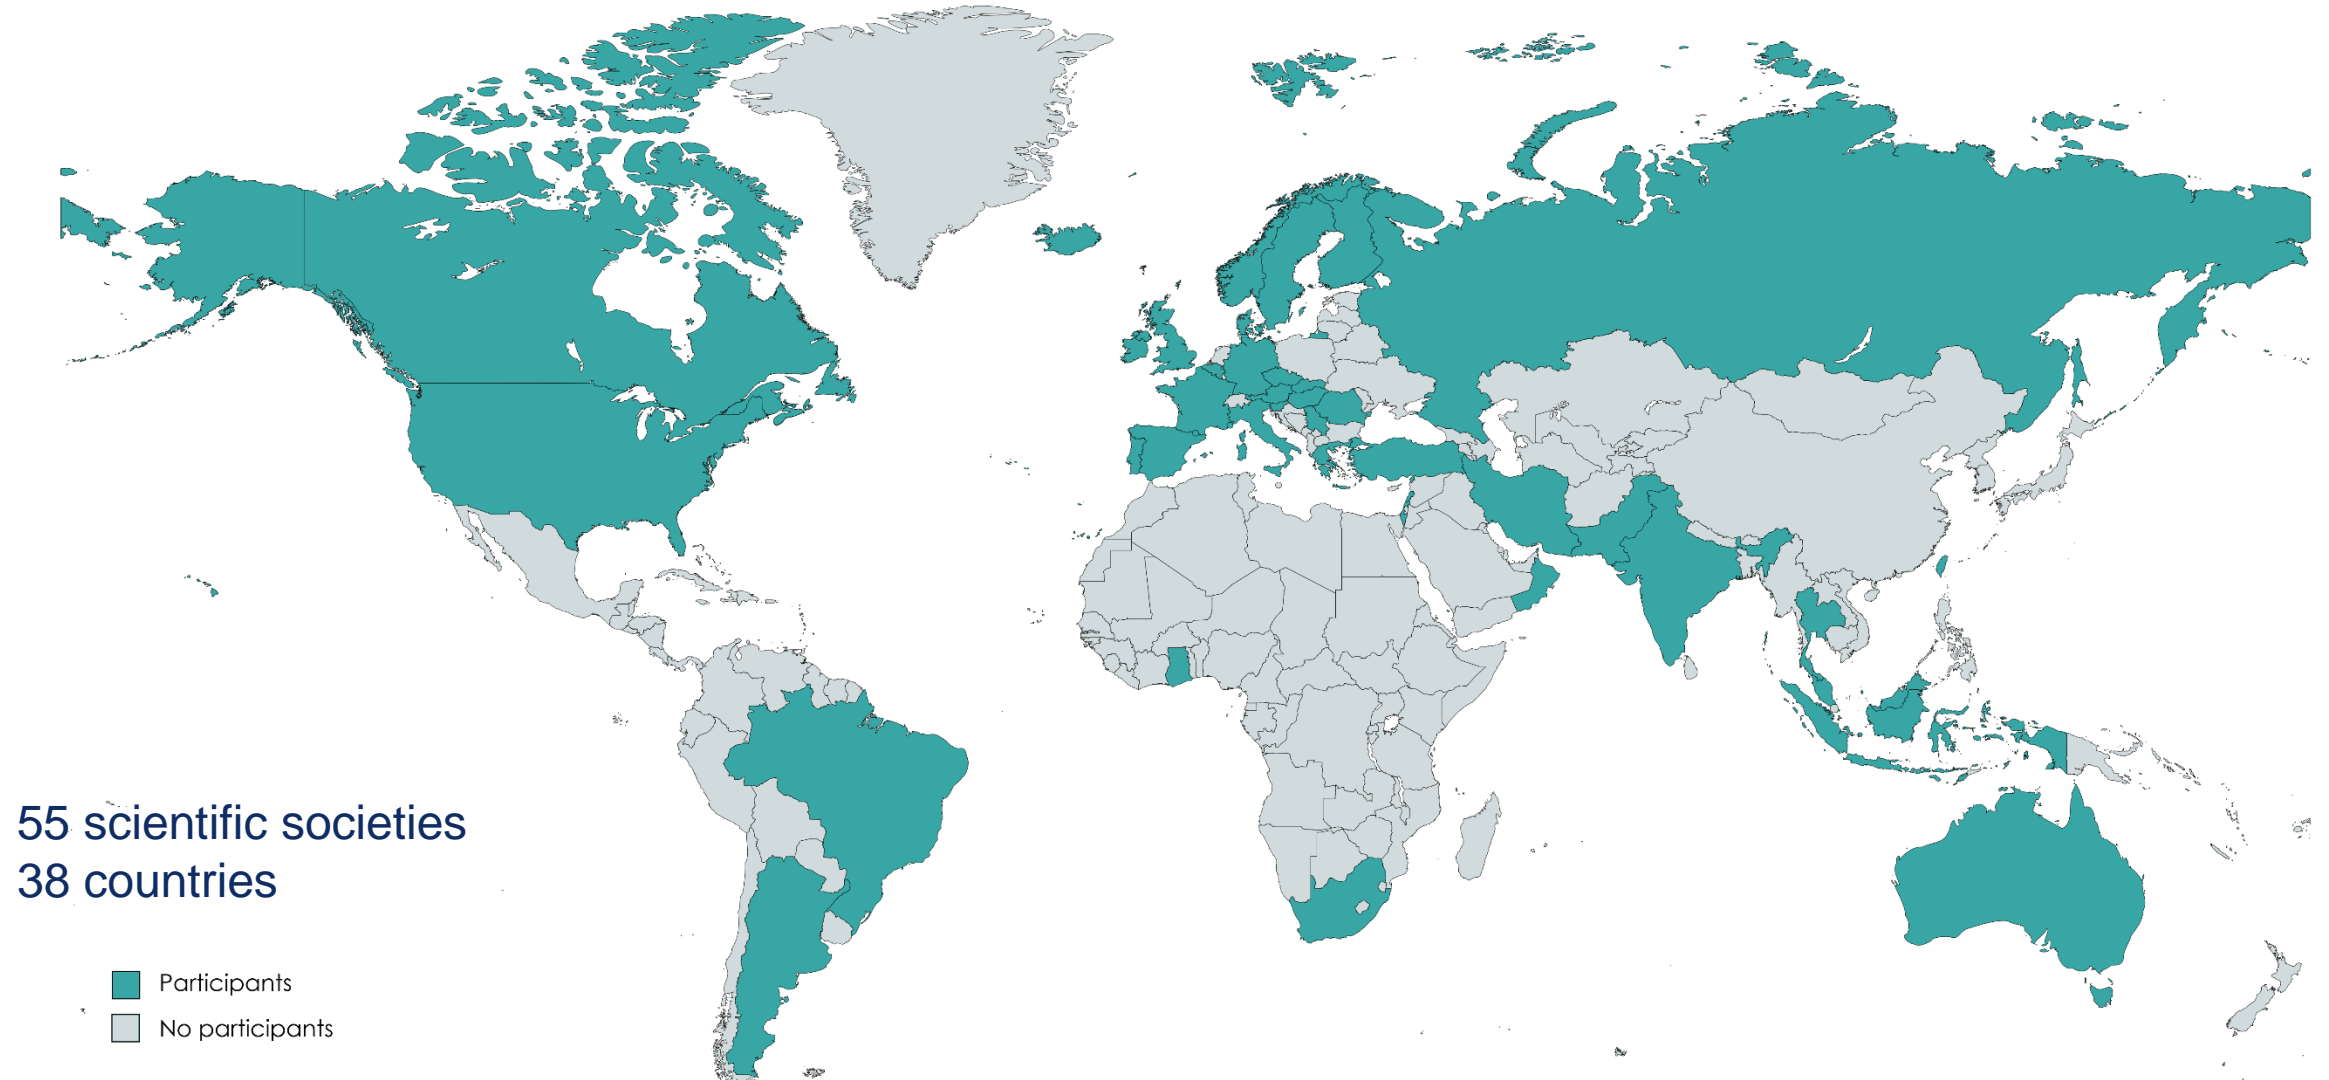 55 scientific societies
38 countries
Participants
No participants